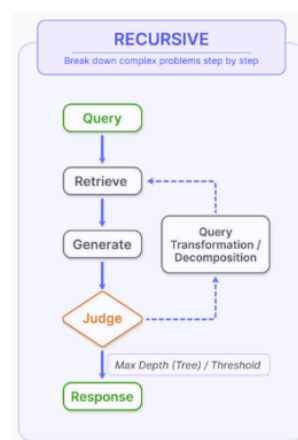 RECURSIVE
Break down complex problems step by step
Query
Retrieve
Generate
Query
Transformation /
Decomposition
Judge
Max Depth (Tree) / Threshold
Response